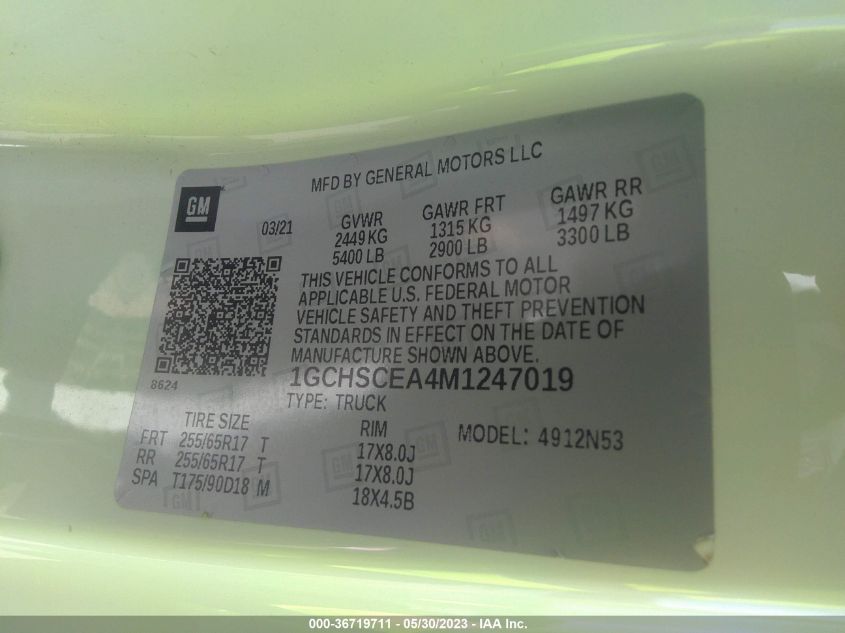 GM
MFD BY GENERAL MOTORS LLC
03/21
GVWR GAWR FRT GAWR RR
2449 KG 1315 KG 1497 KG
5400 LB 2900 LB 3300 LB
THIS VEHICLE CONFORMS TO ALL
APPLICABLE U.S. FEDERAL MOTOR
VEHICLE SAFETY AND THEFT PREVENTION
STANDARDS IN EFFECT ON THE DATE OF
MANUFACTURE SHOWN ABOVE.
8624
1GCHSCEA4M1247019
TYPE: TRUCK
TIRE SIZE RIM MODEL: 4912N53
FRT 255/65R17 T 17X8.0J
RR 255/65R17 T 17X8.0J
SPA T175/90D18 M 18X4.5B
000-36719711 - 05/30/2023 - IAA Inc.